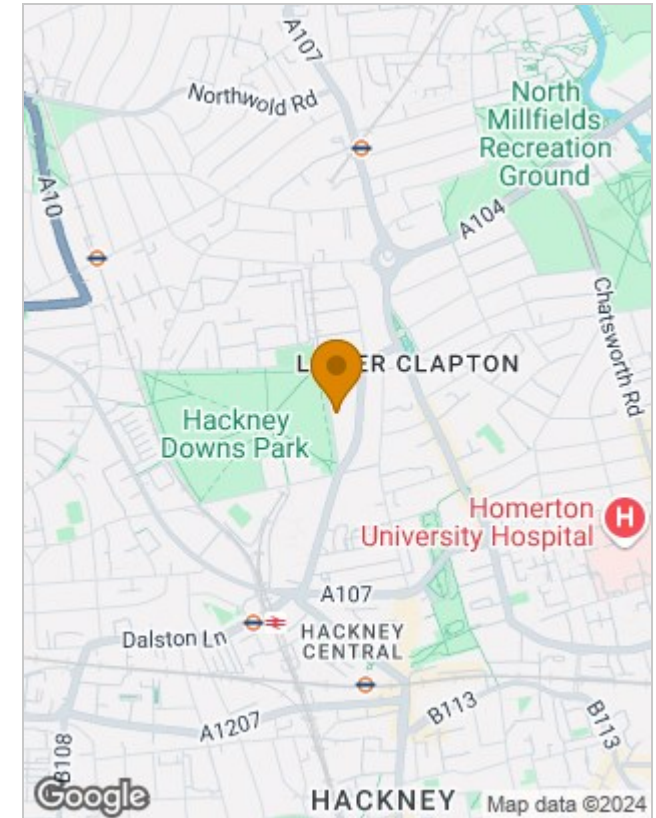 A107
Northwold Rd
North
Millfields
Recreation
Ground
A10
A104
Chatsworth Rd
CLAPTON
Hackney
Downs Park
Homerton
University Hospital
H
A107
Dalston Ln
HACKNEY
CENTRAL
A1207
B113
B113
B108
Google
HACKNEY
Map data ©2024